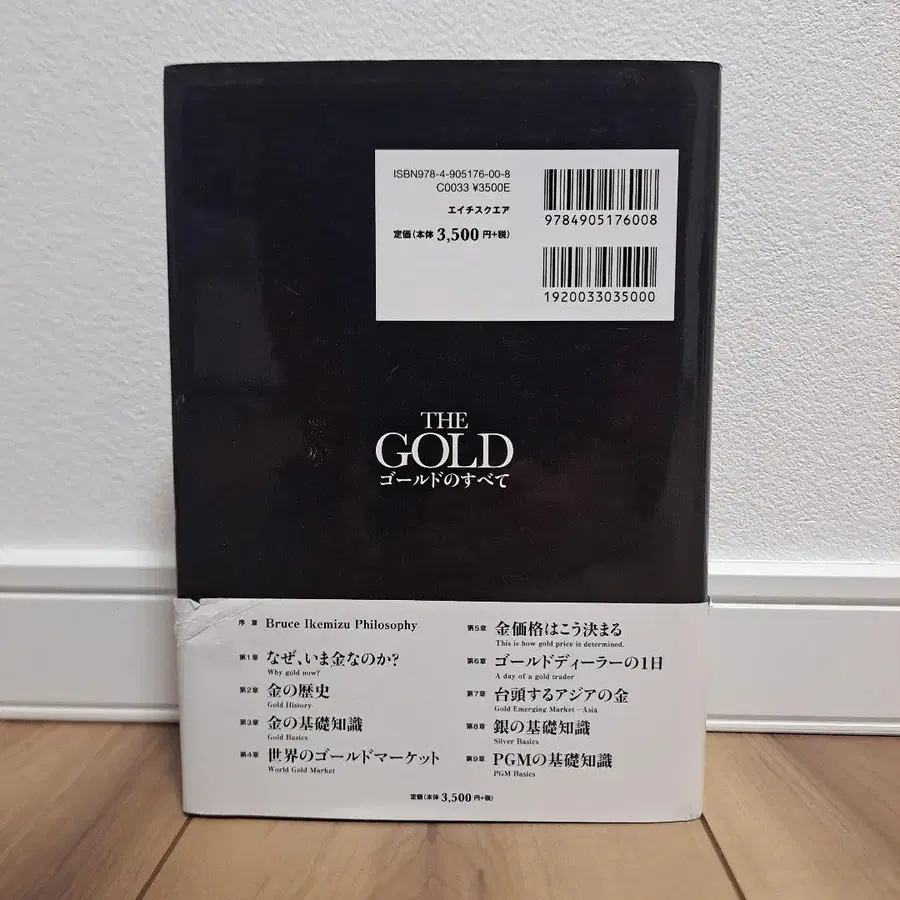 ISBN978-4-905176-00-8
C0033 ¥3500E
エイチスクエア
定価(本体 3,500 円+税)
9784905176008
1920033035000
THE
GOLD
ゴールドのすべて
序 章 Bruce Ikemizu Philosophy
第1章 なぜ、いま金なのか?
Why gold now?
第2章 金の歴史
Gold History
第3章 金の基礎知識
Gold Basics
第4章 世界のゴールドマーケット
World Gold Market
第5章 金価格はこう決まる
This is how gold price is determined.
第6章 ゴールドディーラーの1日
A day of a gold trader
第7章 台頭するアジアの金
Gold Emerging Market – Asia
第8章 銀の基礎知識
Silver Basics
第9章 PGMの基礎知識
PGM Basics
定価(本体 3,500 円+税)